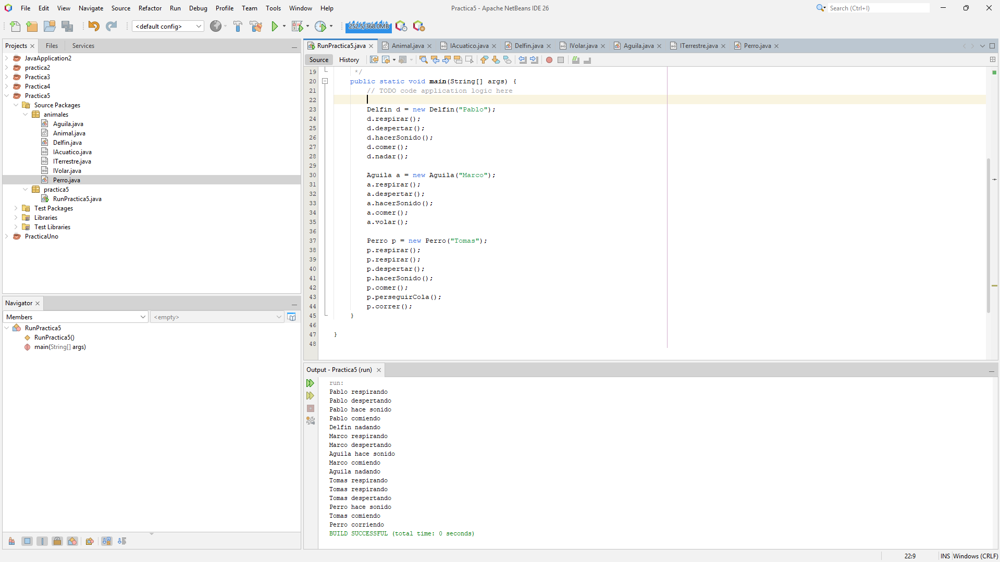 File Edit View Navigate Source Refactor Run Debug Profile Team Tools Window Help
Practica5 - Apache NetBeans IDE 26
Search (Ctrl+I)
<default config>
252.5/368.0MB
Projects Files Services
JavaApplication2
practica2
Practica3
Practica4
Practica5
Source Packages
animales
Aguila.java
Animal.java
Delfin.java
IAcuatico.java
ITerrestre.java
IVolar.java
Perro.java
practica5
RunPractica5.java
Test Packages
Libraries
Test Libraries
PracticaUno
Navigator
Members <empty>
RunPractica5
RunPractica5()
main(String[] args)
RunPractica5.java Animal.java IAcuatico.java Delfin.java IVolar.java Aguila.java ITerrestre.java Perro.java
Source History
19 */
20 public static void main(String[] args) {
21 // TODO code application logic here
22
23 Delfin d = new Delfin("Pablo");
24 d.respirar();
25 d.despertar();
26 d.hacerSonido();
27 d.comer();
28 d.nadar();
29
30 Aguila a = new Aguila("Marco");
31 a.respirar();
32 a.despertar();
33 a.hacerSonido();
34 a.comer();
35 a.volar();
36
37 Perro p = new Perro("Tomas");
38 p.respirar();
39 p.respirar();
40 p.despertar();
41 p.hacerSonido();
42 p.comer();
43 p.perseguirCola();
44 p.correr();
45 }
46
47 }
48
Output - Practica5 (run)
run:
Pablo respirando
Pablo despertando
Pablo hace sonido
Pablo comiendo
Delfin nadando
Marco respirando
Marco despertando
Aguila hace sonido
Marco comiendo
Aguila nadando
Tomas respirando
Tomas respirando
Tomas despertando
Perro hace sonido
Tomas comiendo
Perro corriendo
BUILD SUCCESSFUL (total time: 0 seconds)
22:9 INS Windows (CRLF)